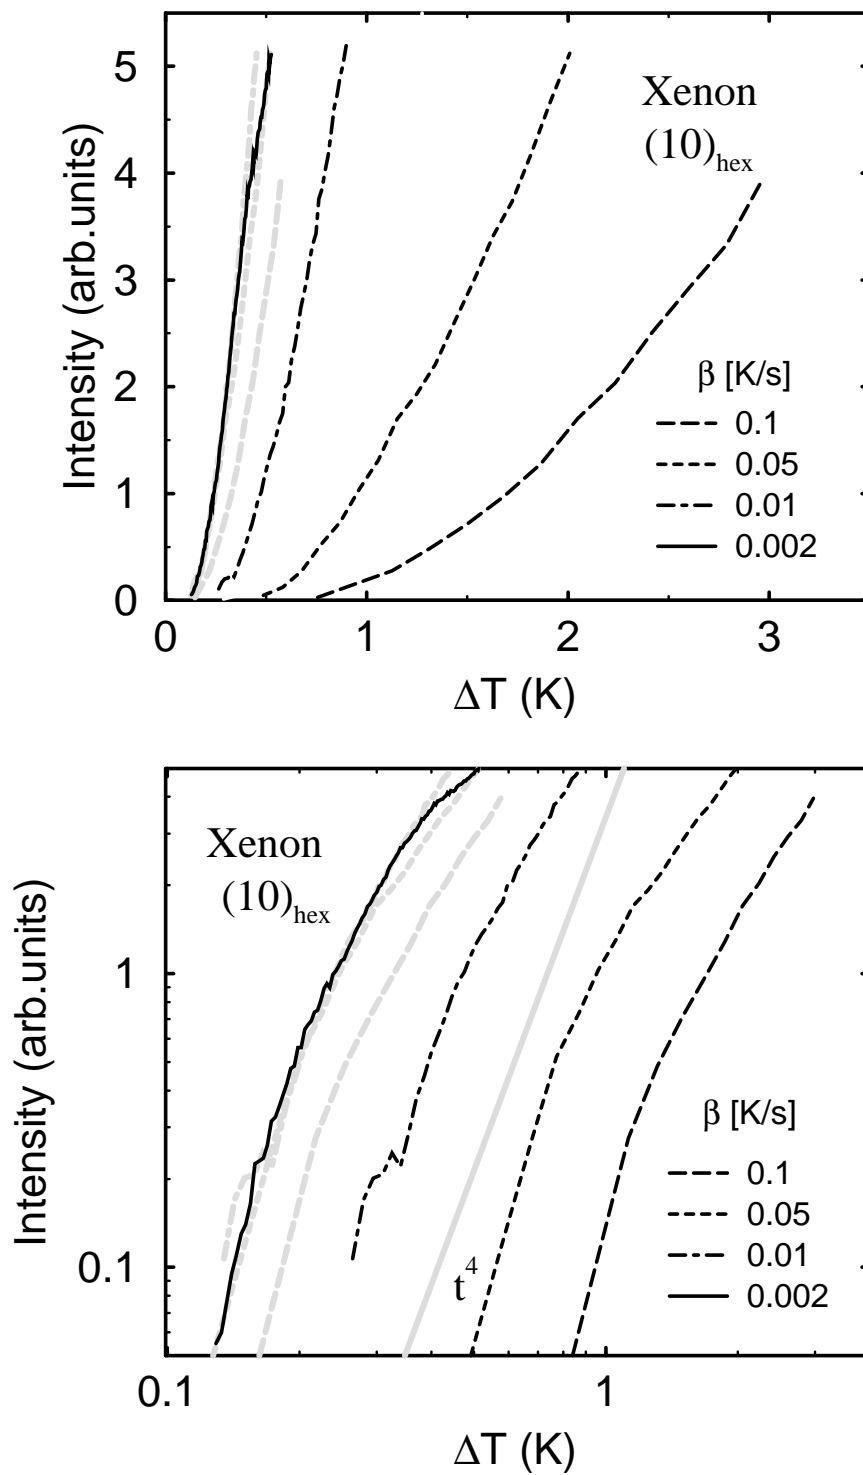 Xenon
(10)hex
Intensity (arb.units)
5
4
3
2
1
0
β [K/s]
0.1
0.05
0.01
0.002
0 1 2 3
ΔT (K)
Xenon
(10)hex
Intensity (arb.units)
1
0.1
t4
β [K/s]
0.1
0.05
0.01
0.002
0.1 1
ΔT (K)